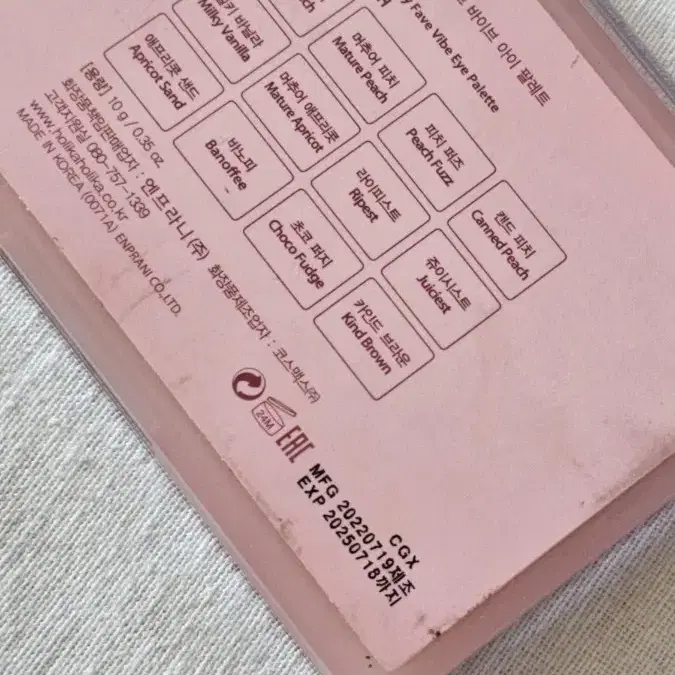 바이브 아이 팔레트
Fave Vibe Eye Palette
밀키 바닐라
Milky Vanilla
머추어 피치
Mature Peach
피치 퍼즈
Peach Fuzz
캔드 피치
Canned Peach
애프리콧 샌드
Apricot Sand
머추어 애프리콧
Mature Apricot
라이피스트
Ripest
쥬이시스트
Juiciest
바노피
Banoffee
초코 퍼지
Choco Fudge
카인드 브라운
Kind Brown
[용량] 10 g / 0.35 oz.
화장품책임판매업자 : 엔프라니(주) 화장품제조업자 : 코스맥스(주)
고객지원실 080-757-1339
www.holikaholika.co.kr
MADE IN KOREA (0071A) ENPRANI CO.,LTD.
24M
EAC
CGX
MFG 20220719제조
EXP 20250718까지